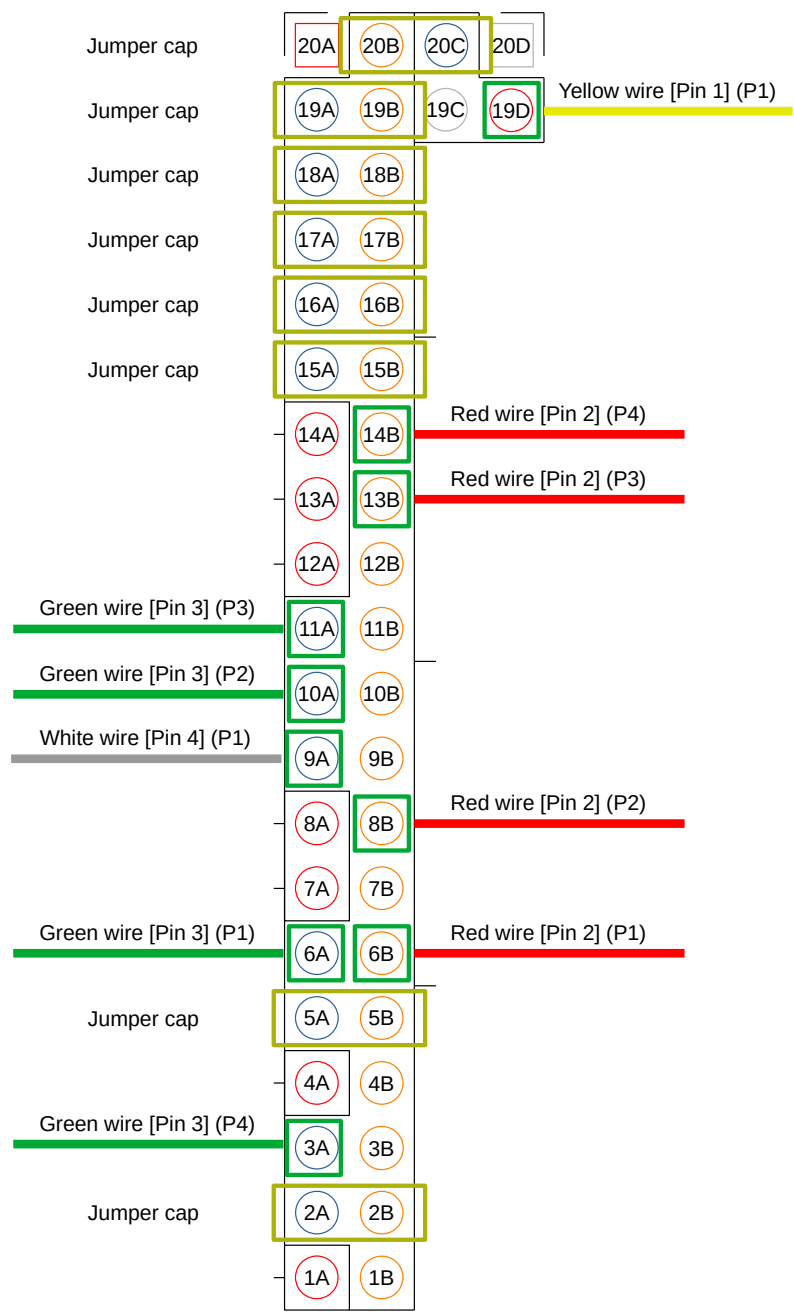 Jumper cap 20A 20B 20C 20D
Yellow wire [Pin 1] (P1)
Jumper cap 19A 19B 19C 19D
Jumper cap 18A 18B
Jumper cap 17A 17B
Jumper cap 16A 16B
Jumper cap 15A 15B
Red wire [Pin 2] (P4)
14A 14B
Red wire [Pin 2] (P3)
13A 13B
12A 12B
Green wire [Pin 3] (P3)
11A 11B
Green wire [Pin 3] (P2)
10A 10B
White wire [Pin 4] (P1)
9A 9B
Red wire [Pin 2] (P2)
8A 8B
7A 7B
Green wire [Pin 3] (P1) Red wire [Pin 2] (P1)
6A 6B
Jumper cap 5A 5B
4A 4B
Green wire [Pin 3] (P4)
3A 3B
Jumper cap 2A 2B
1A 1B